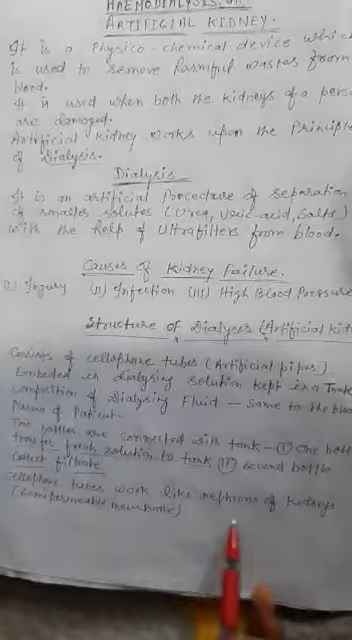 HAEMODIALYSIS OR
ARTIFICIAL KIDNEY.
It is a Physico-chemical device which
is used to remove harmful wastes from
blood.
It is used when both the kidneys of a pers
are damaged.
Artificial kidney works upon the Principle
of Dialysis.
Dialysis
It is an artificial Procedure of separation
of smaller solutes (Urea, Uric-acid, Salts)
with the help of Ultrafilters from blood.
Causes of Kidney Failure.
(I) Injury (II) Infection (III) High Blood Pressure
Structure of Dialyser (Artificial Kid
Consists of cellophane tubes (Artificial pipes)
Embeded in dialysing solution kept in a Tank
Composition of Dialysing Fluid - same to the bloo
Plasma of Patient.
Two bottles are connected with tank - (I) one bott
transfer fresh solution to tank (II) second bottle
collect filtrate
Cellophane tubes work like nephrons of kidneys
(semipermeable membrane)